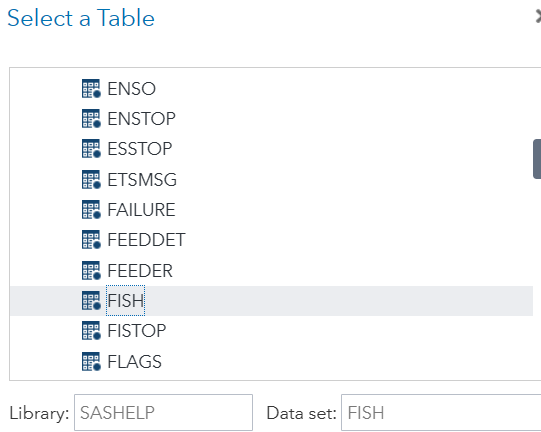 Select a Table
ENSO
ENSTOP
ESSTOP
ETSMSG
FAILURE
FEEDDET
FEEDER
FISH
FISTOP
FLAGS
Library: SASHELP Data set: FISH